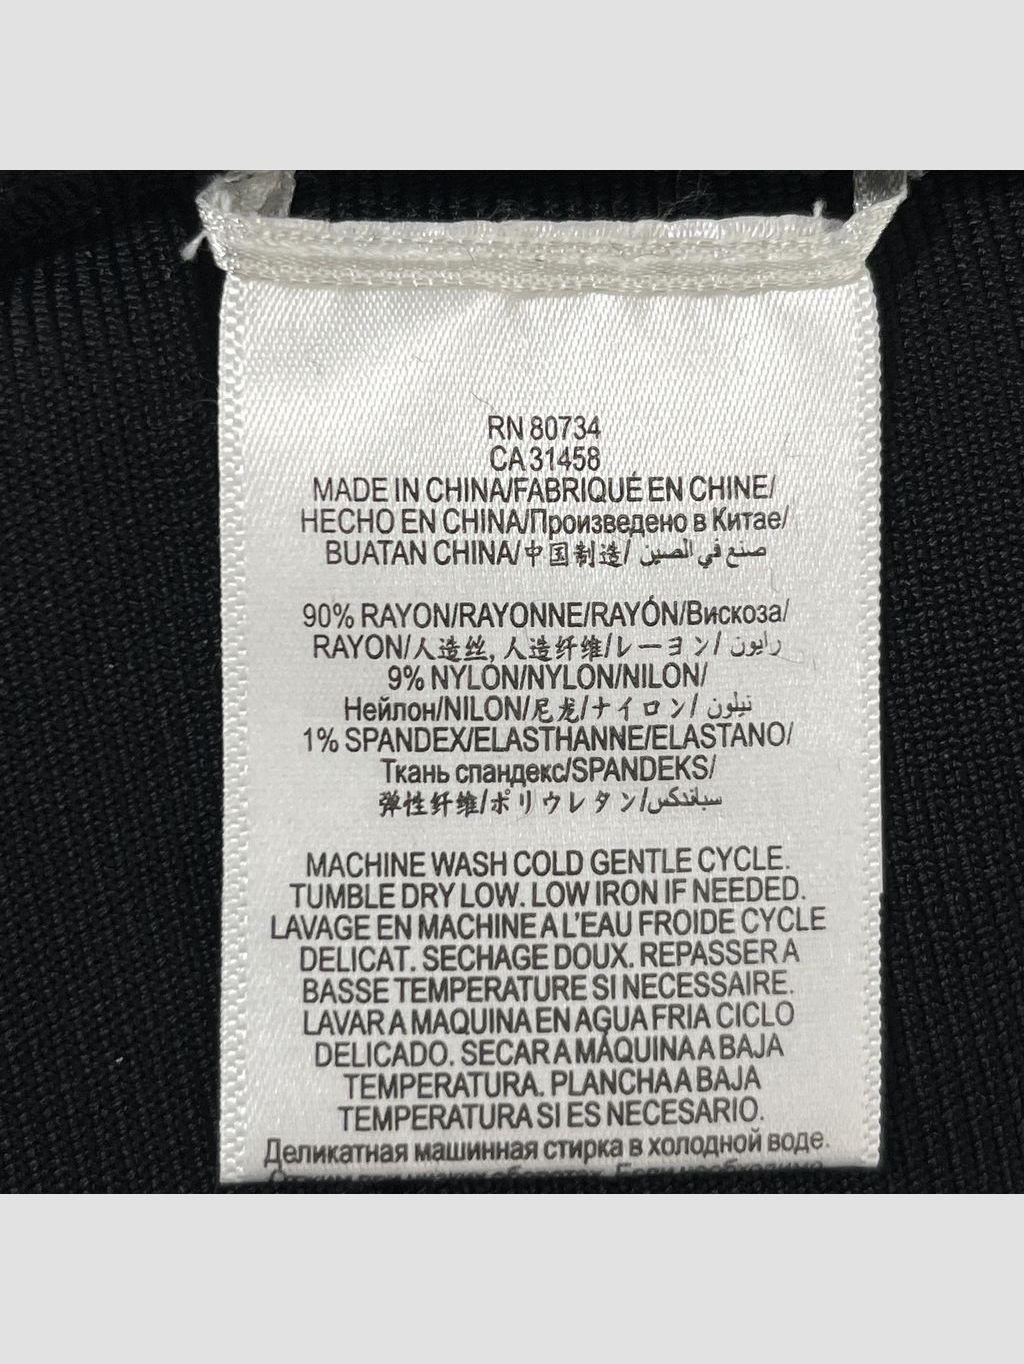 RN 80734
CA 31458
MADE IN CHINA/FABRIQUÉ EN CHINE/
HECHO EN CHINA/Произведено в Китае/
BUATAN CHINA/中国制造/ صنع في الصين
90% RAYON/RAYONNE/RAYÓN/Вискоза/
RAYON/人造丝, 人造纤维/レーヨン/ رايون
9% NYLON/NYLON/NILON/
Нейлон/NILON/尼龙/ナイロン/ نيلون
1% SPANDEX/ELASTHANNE/ELASTANO/
Ткань спандекс/SPANDEKS/
弹性纤维/ポリウレタン/سباندكس
MACHINE WASH COLD GENTLE CYCLE.
TUMBLE DRY LOW. LOW IRON IF NEEDED.
LAVAGE EN MACHINE A L'EAU FROIDE CYCLE
DELICAT. SECHAGE DOUX. REPASSER A
BASSE TEMPERATURE SI NECESSAIRE.
LAVAR A MAQUINA EN AGUA FRIA CICLO
DELICADO. SECAR A MÁQUINA A BAJA
TEMPERATURA. PLANCHA A BAJA
TEMPERATURA SI ES NECESARIO.
Деликатная машинная стирка в холодной воде.